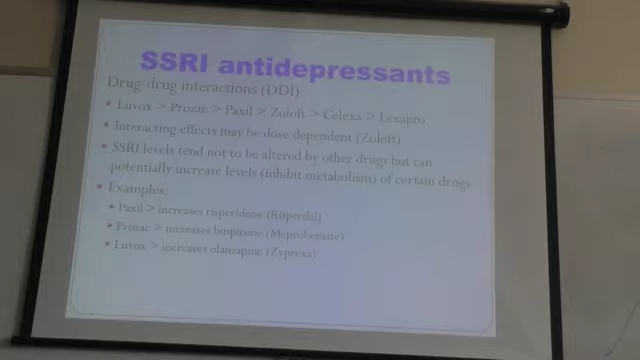 SSRI antidepressants
Drug-drug interactions (DDI)
• Luvox > Prozac > Paxil > Zoloft > Celexa > Lexapro
• Interacting effects may be dose dependent (Zoloft)
• SSRI levels tend not to be altered by other drugs but can
potentially increase levels (inhibit metabolism) of certain drugs
• Examples:
• Paxil > increases risperidone (Risperdal)
• Prozac > increases buspirone (Meprobemate)
• Luvox > increases olanzapine (Zyprexa)